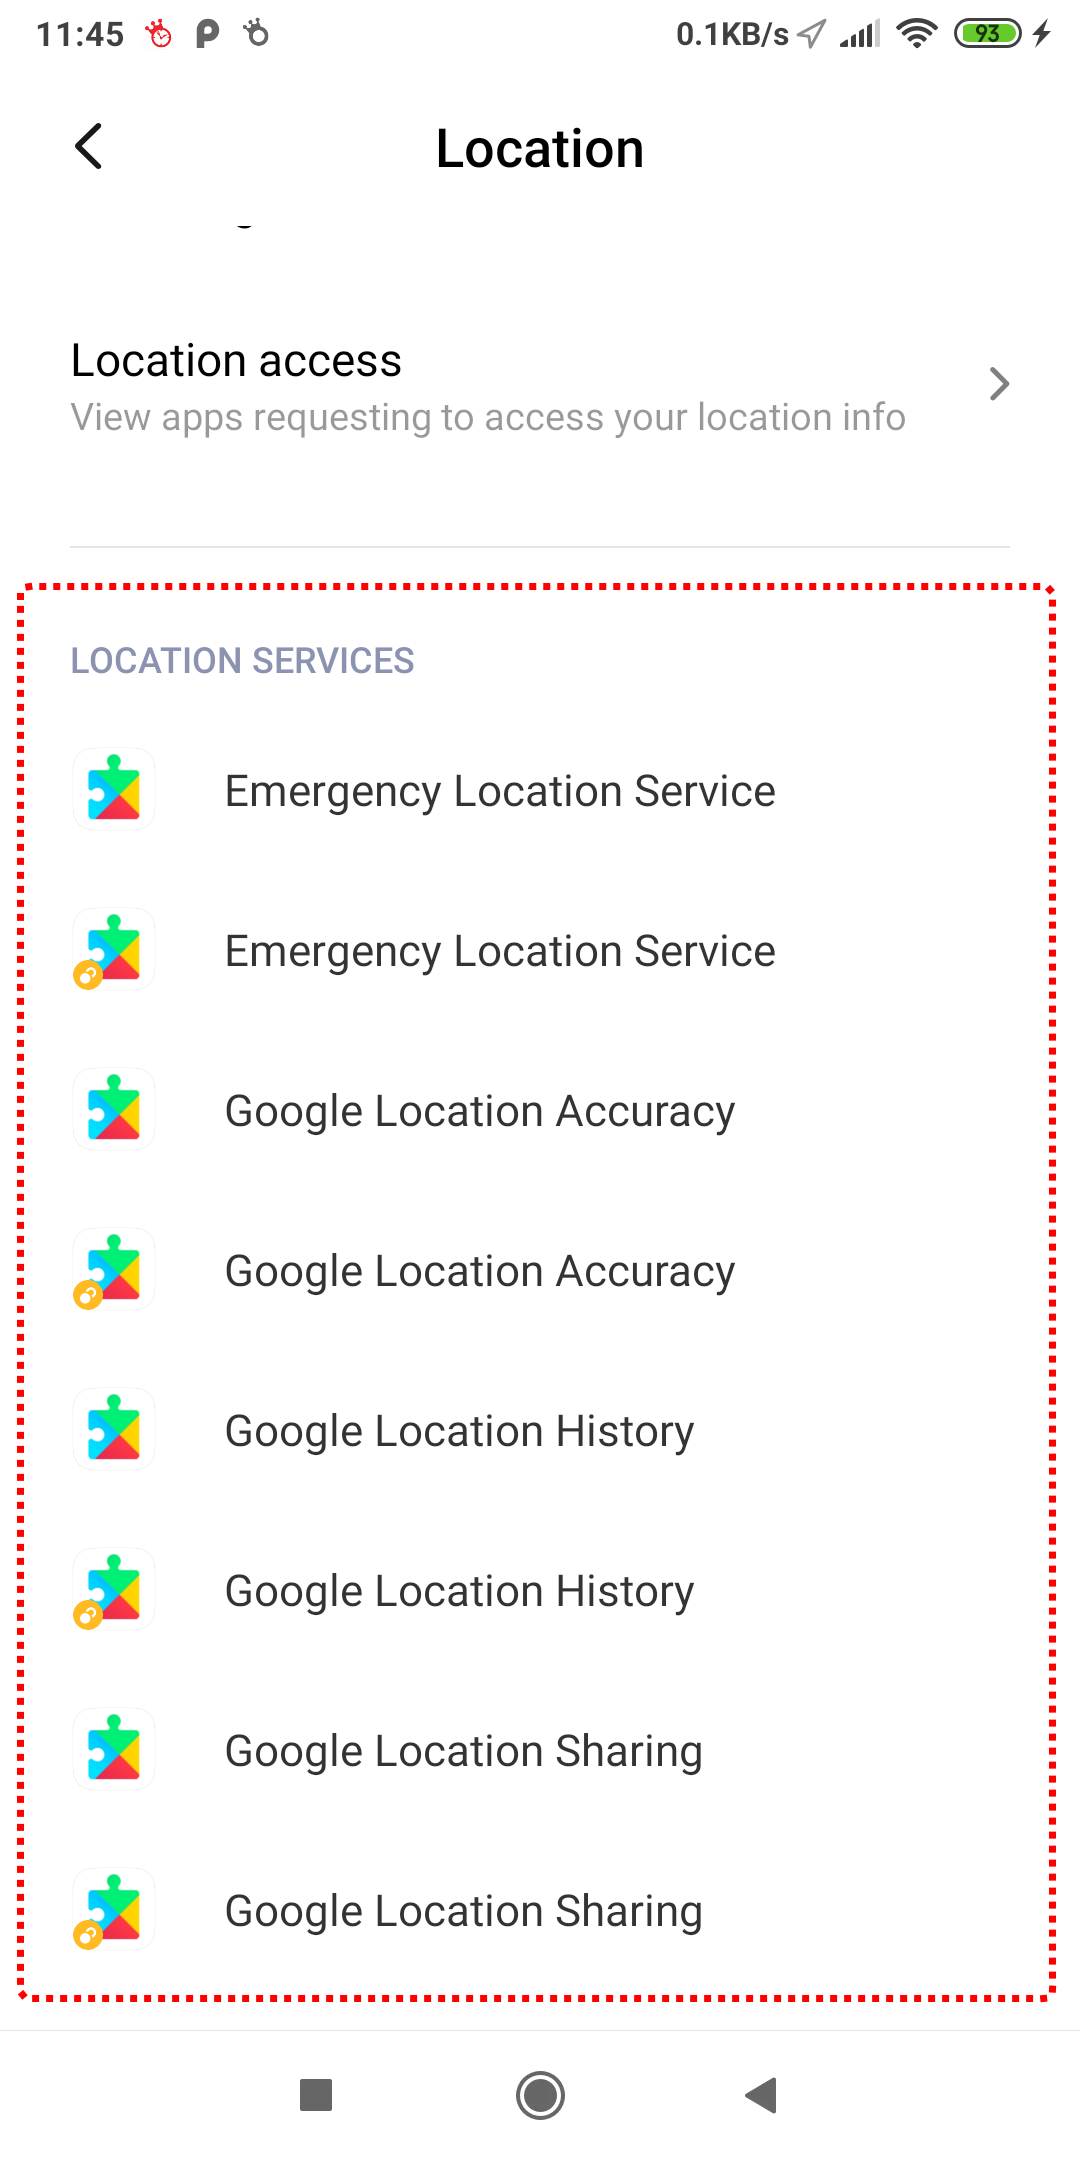 11:45 0.1KB/s 93
Location
Location access
View apps requesting to access your location info
LOCATION SERVICES
Emergency Location Service
Emergency Location Service
Google Location Accuracy
Google Location Accuracy
Google Location History
Google Location History
Google Location Sharing
Google Location Sharing